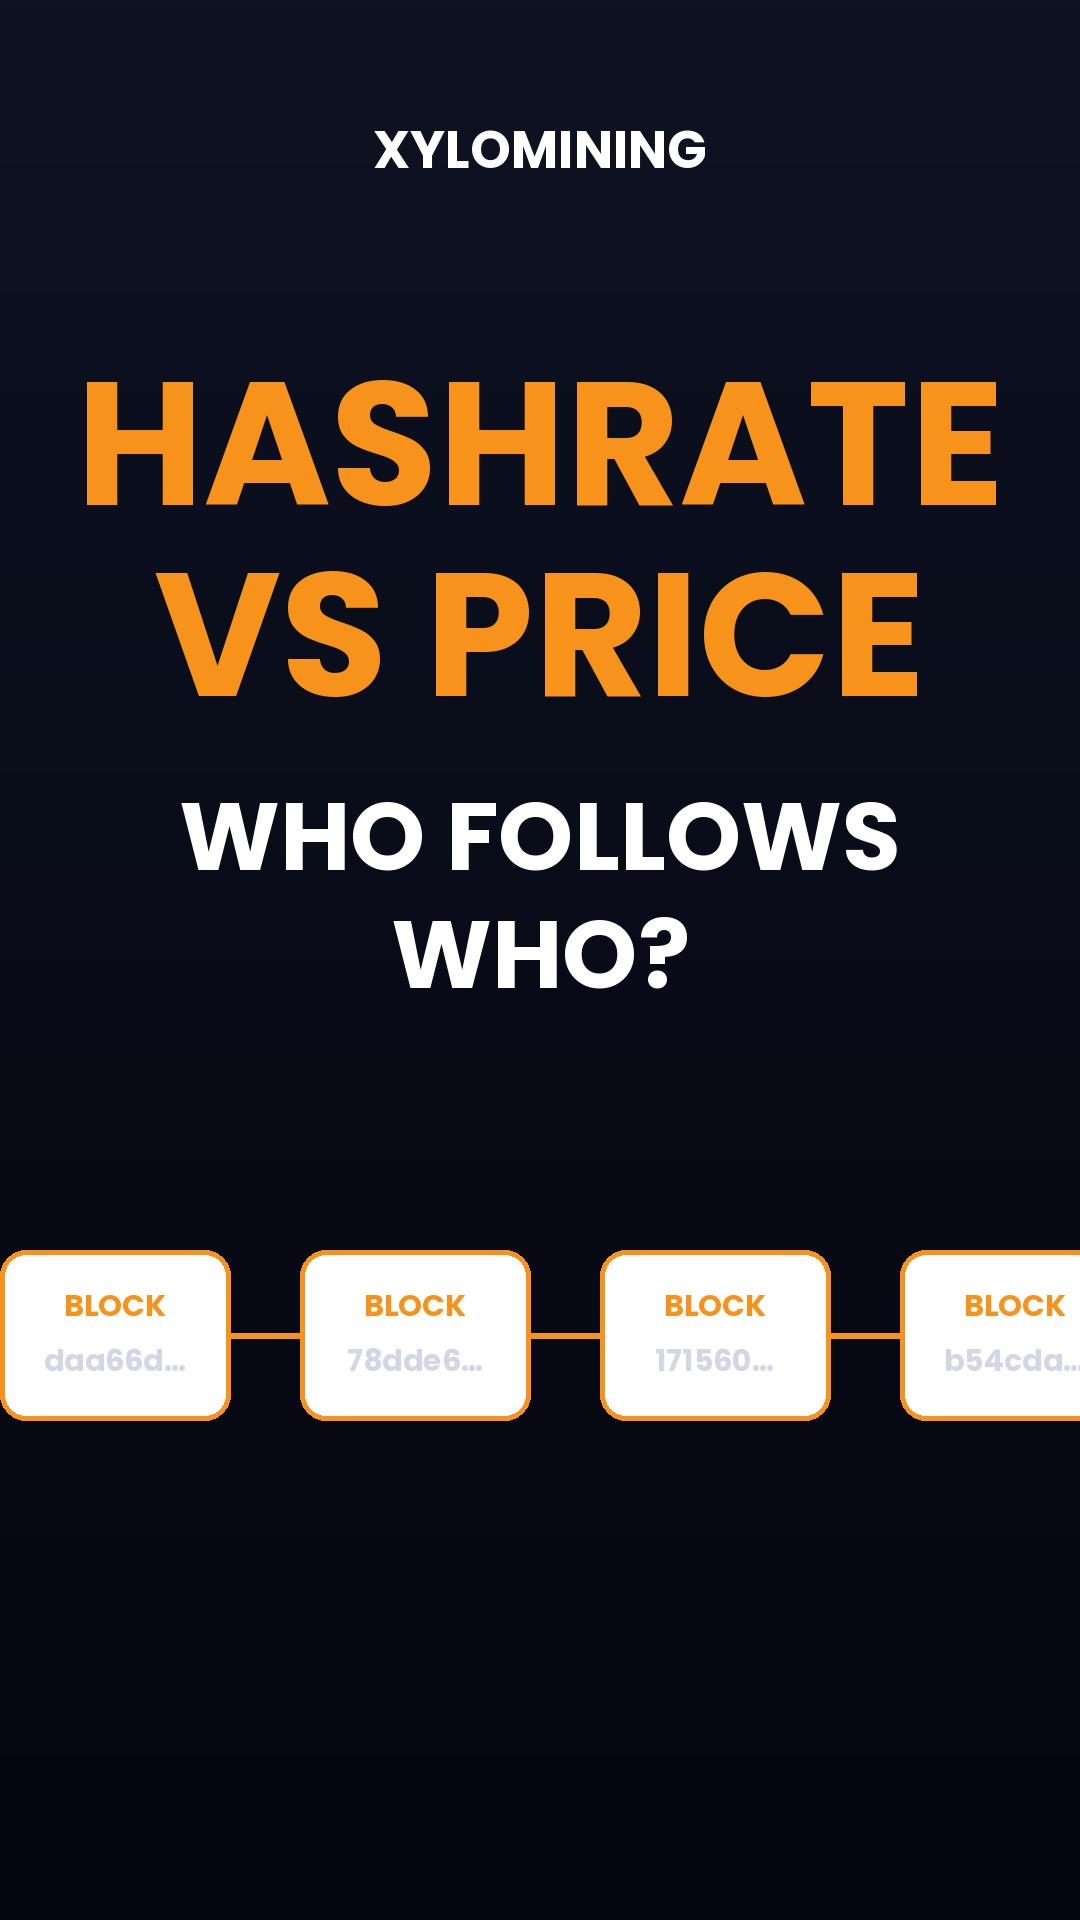 XYLOMINING
HASHRATE
VS PRICE
WHO FOLLOWS
WHO?
BLOCK
daa66d...
BLOCK
78dde6...
BLOCK
171560...
BLOCK
b54cda...